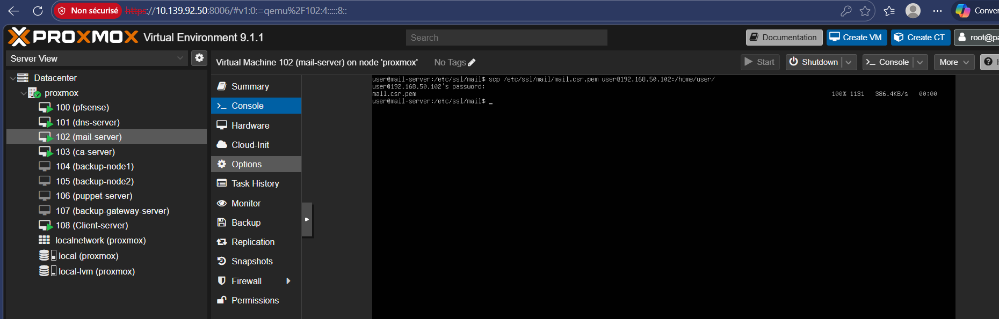 Non sécurisé https://10.139.92.50:8006/#v1:0:=qemu%2F102:4:::::8:: Conver
PROXMOX Virtual Environment 9.1.1 Search Documentation Create VM Create CT root@pa
Server View
Virtual Machine 102 (mail-server) on node 'proxmox' No Tags Start Shutdown >_ Console More
Datacenter
proxmox
100 (pfsense)
101 (dns-server)
102 (mail-server)
103 (ca-server)
104 (backup-node1)
105 (backup-node2)
106 (puppet-server)
107 (backup-gateway-server)
108 (Client-server)
localnetwork (proxmox)
local (proxmox)
local-lvm (proxmox)
Summary
>_ Console
Hardware
Cloud-Init
Options
Task History
Monitor
Backup
Replication
Snapshots
Firewall
Permissions
user@mail-server:/etc/ssl/mail$ scp /etc/ssl/mail/mail.csr.pem user@192.168.50.102:/home/user/
user@192.168.50.102's password:
mail.csr.pem 100% 1131 386.4KB/s 00:00
user@mail-server:/etc/ssl/mail$ _